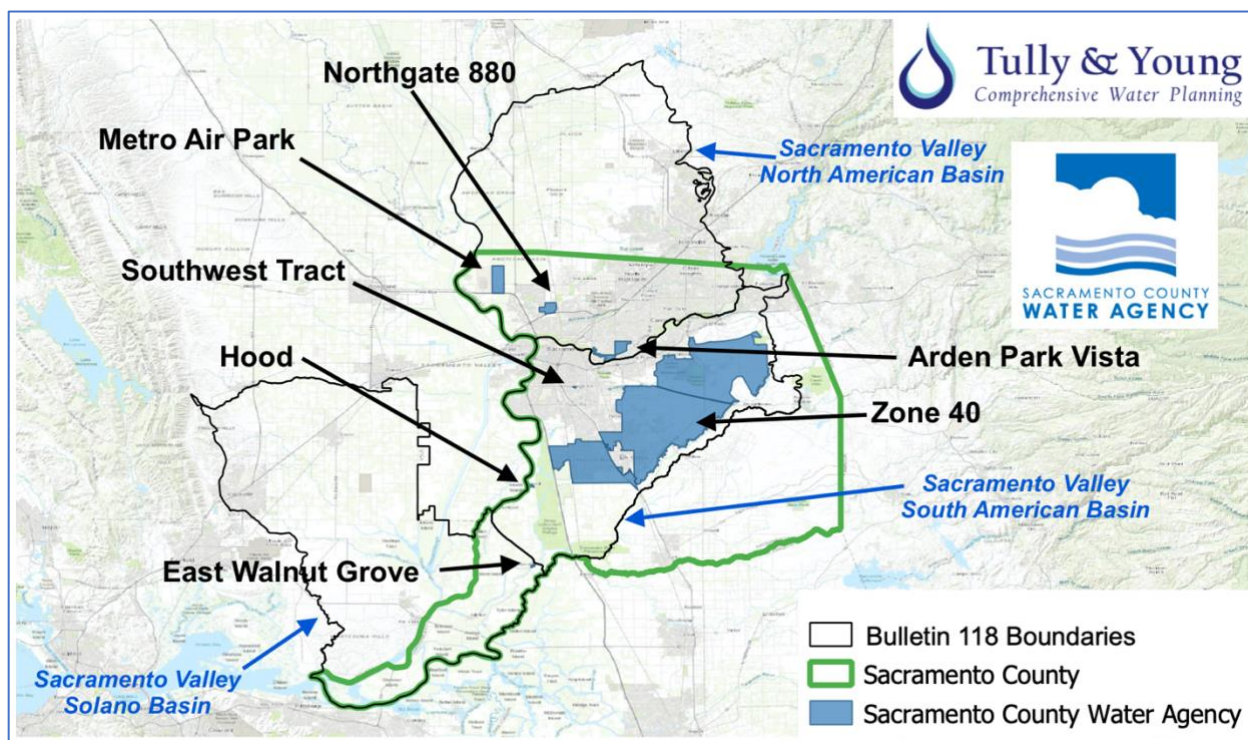 Northgate 880
Metro Air Park
Southwest Tract
Hood
East Walnut Grove
Sacramento Valley
Solano Basin
Tully & Young
Comprehensive Water Planning
Sacramento Valley
North American Basin
SACRAMENTO COUNTY
WATER AGENCY
Arden Park Vista
Zone 40
Sacramento Valley
South American Basin
Bulletin 118 Boundaries
Sacramento County
Sacramento County Water Agency